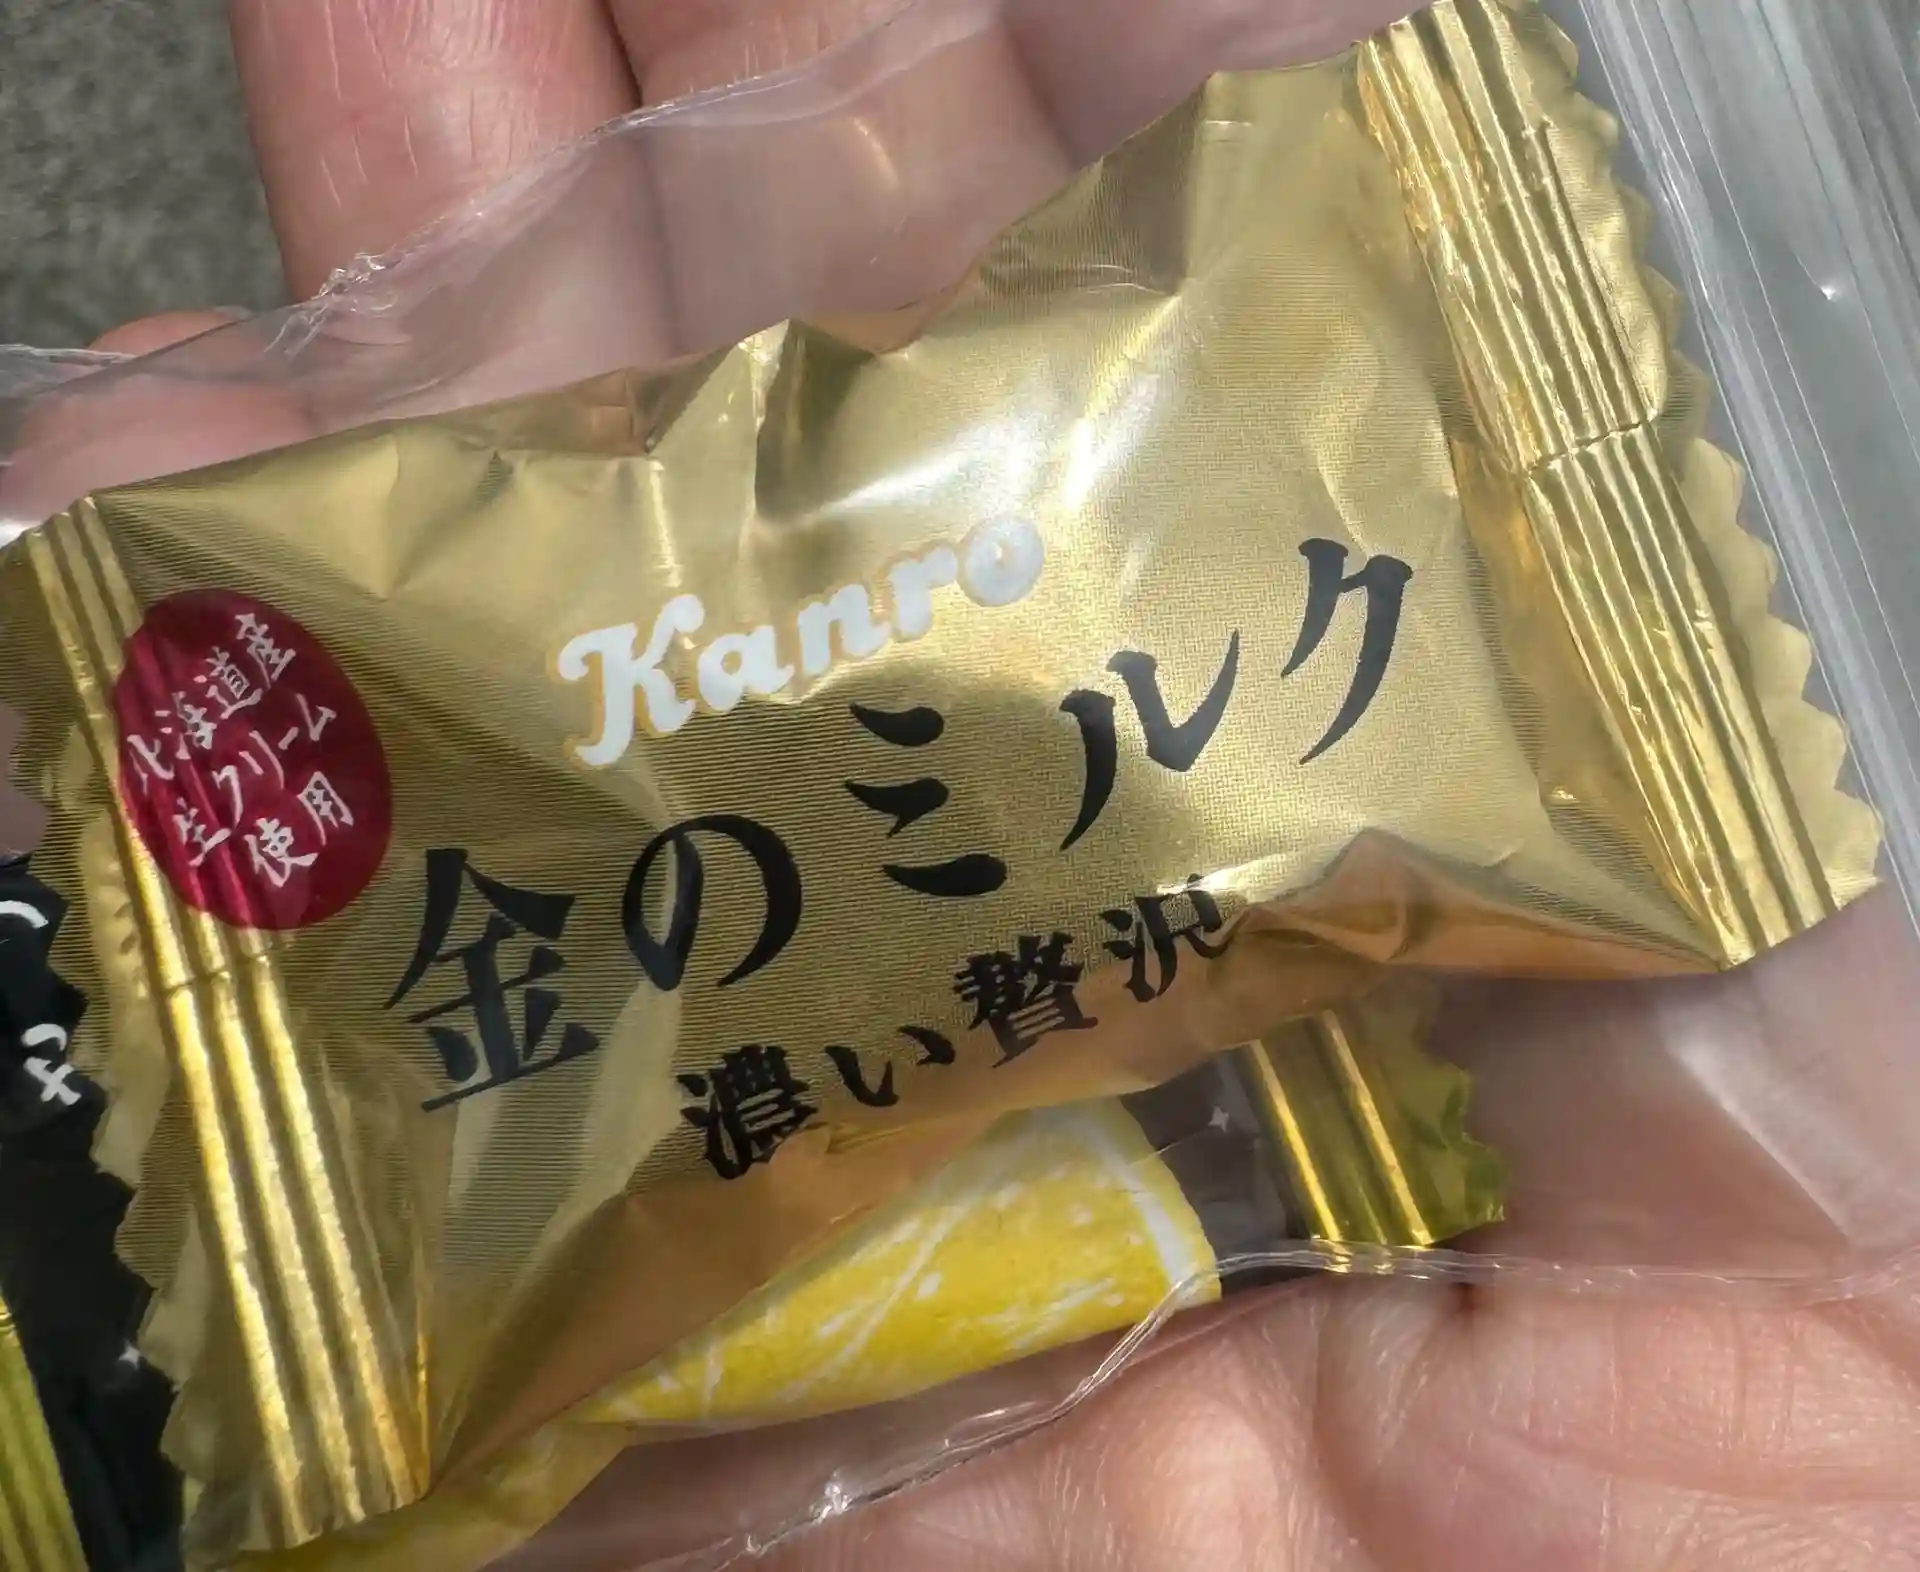 Kanro
金のミルク
濃い贅沢
北海道産
生クリーム
使用